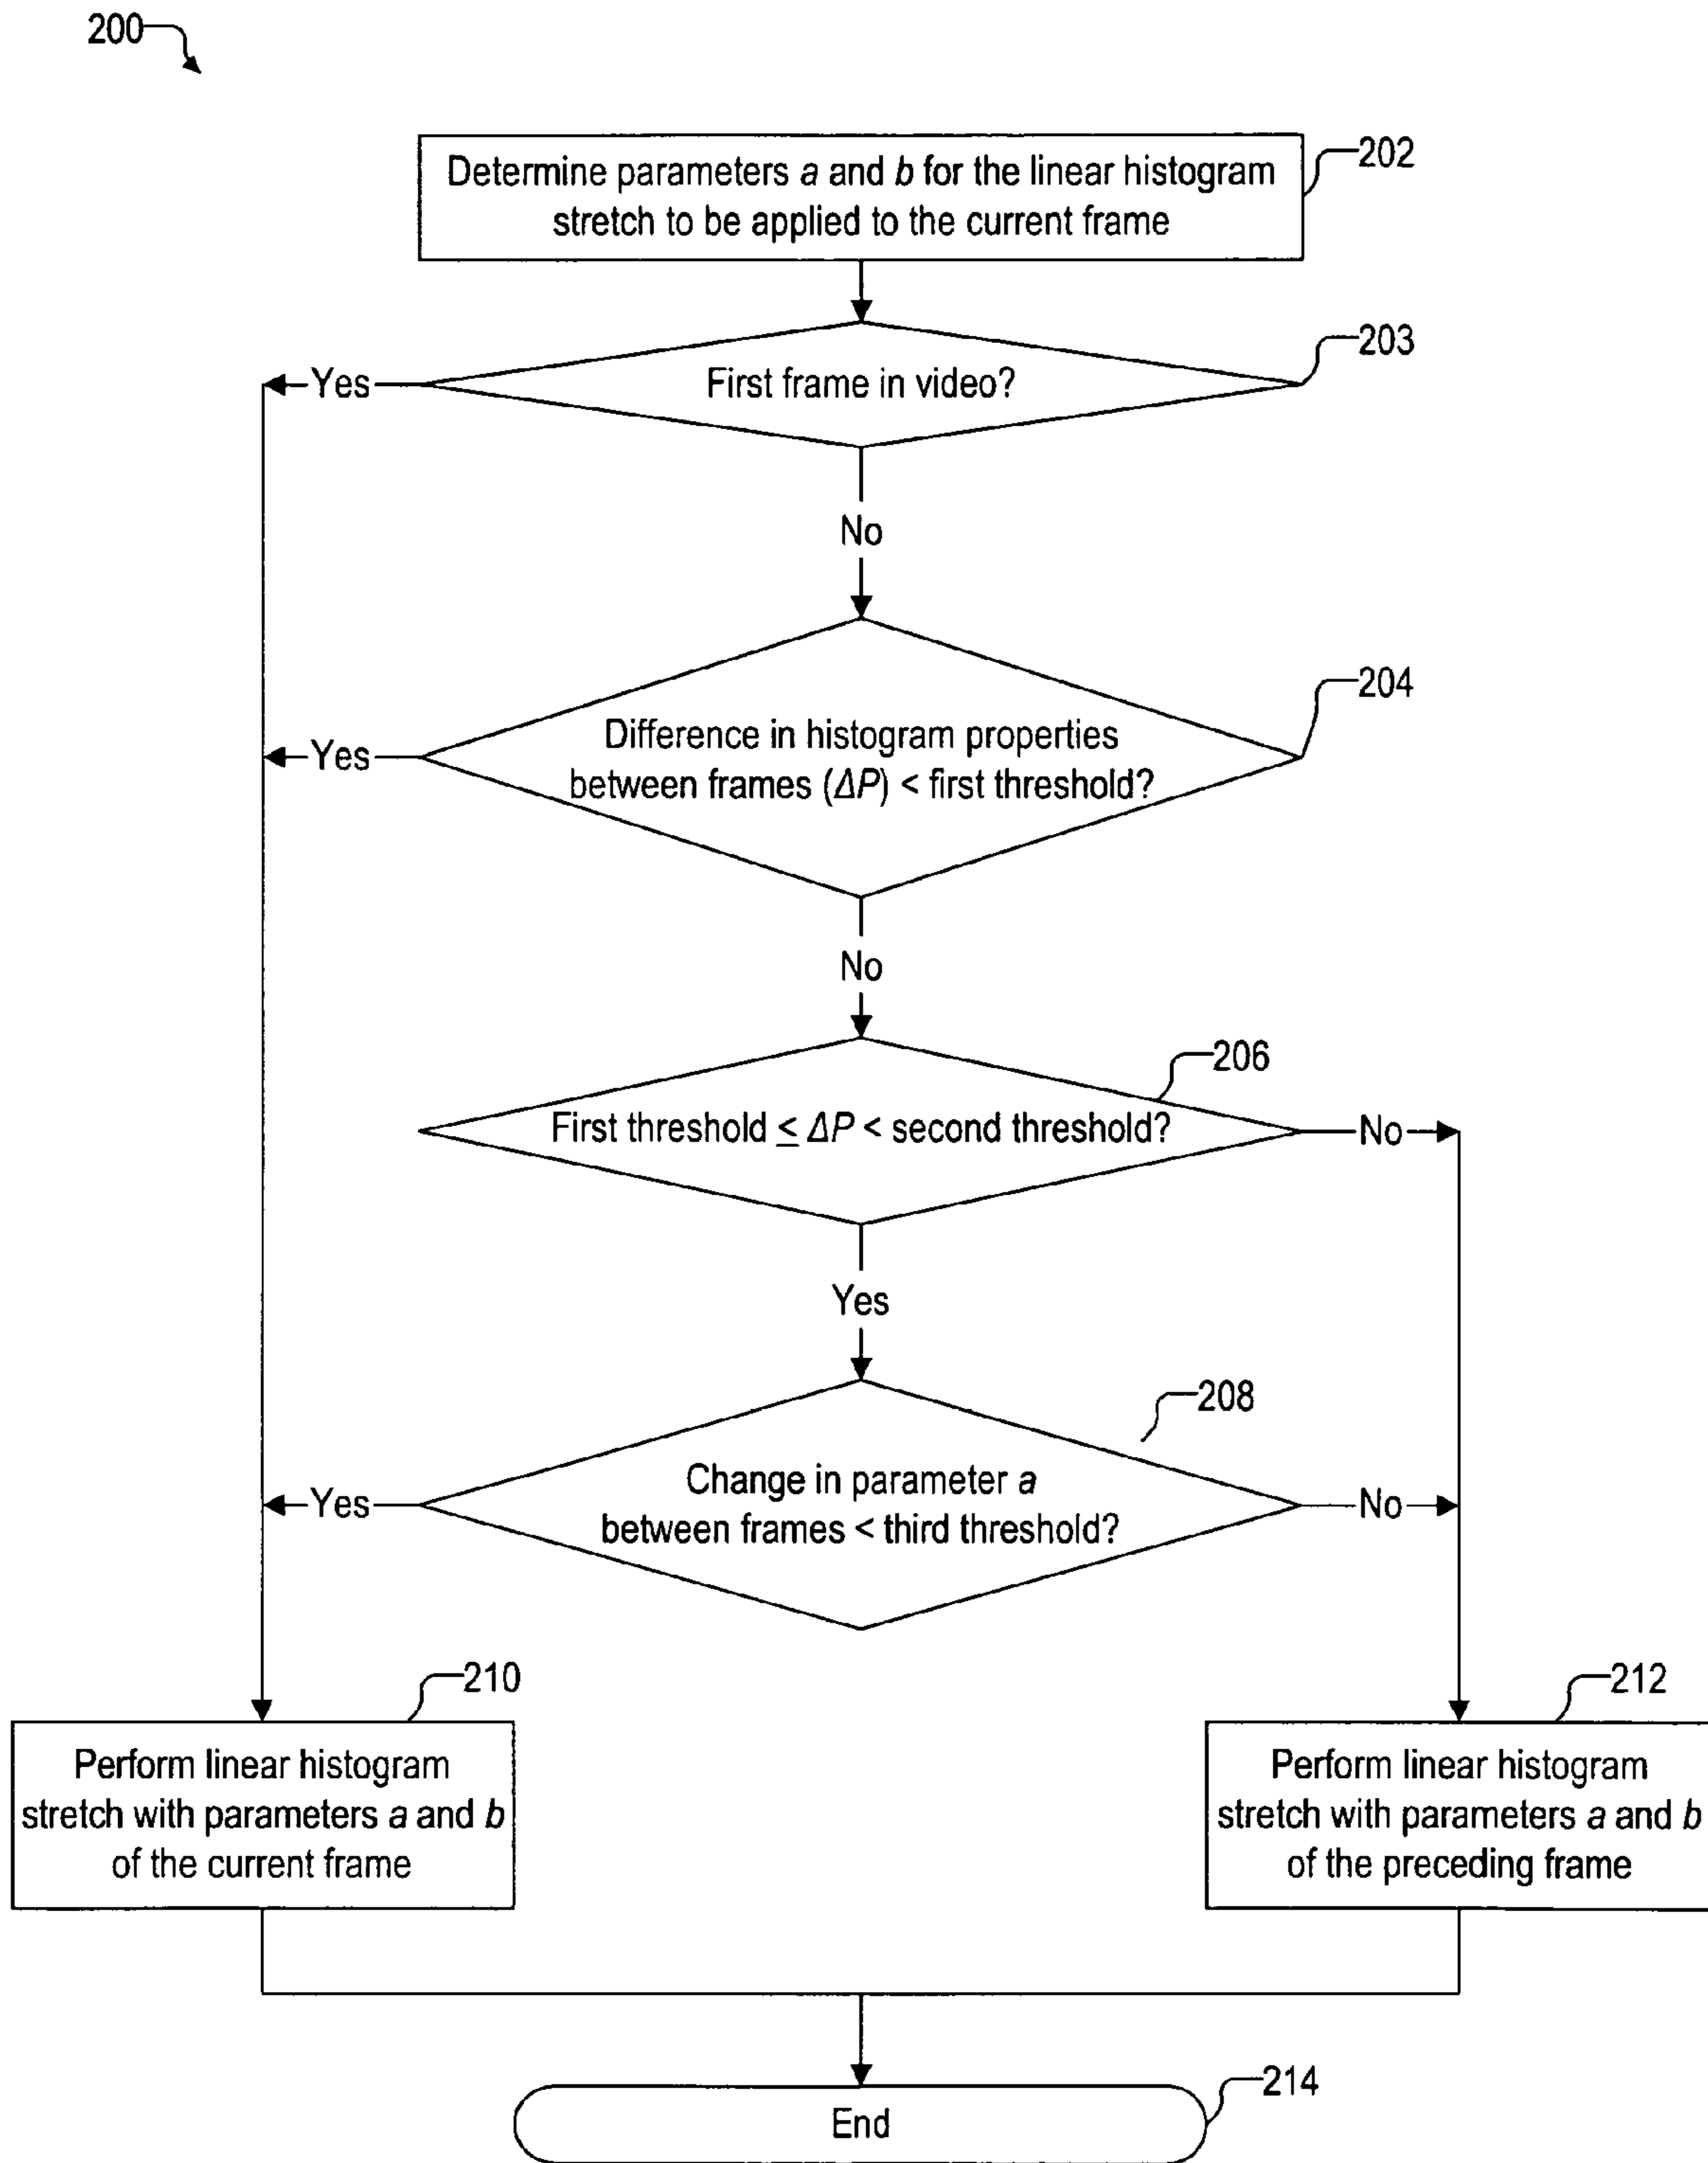 200
Determine parameters a and b for the linear histogram
stretch to be applied to the current frame
202
First frame in video?
203
Yes
No
Difference in histogram properties
between frames (ΔP) < first threshold?
204
Yes
No
First threshold ≤ ΔP < second threshold?
206
No
Yes
Change in parameter a
between frames < third threshold?
208
Yes
No
Perform linear histogram
stretch with parameters a and b
of the current frame
210
Perform linear histogram
stretch with parameters a and b
of the preceding frame
212
End
214